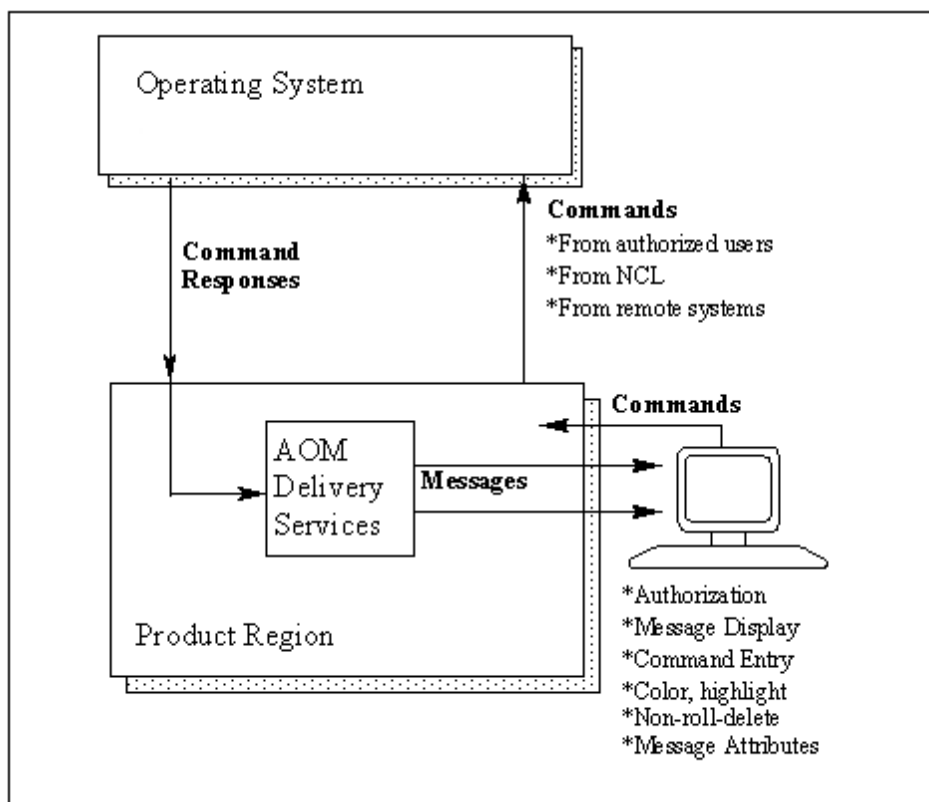 Operating System
Command
Responses
Commands
*From authorized users
*From NCL
*From remote systems
Commands
AOM
Delivery
Services
Messages
Product Region
*Authorization
*Message Display
*Command Entry
*Color, highlight
*Non-roll-delete
*Message Attributes